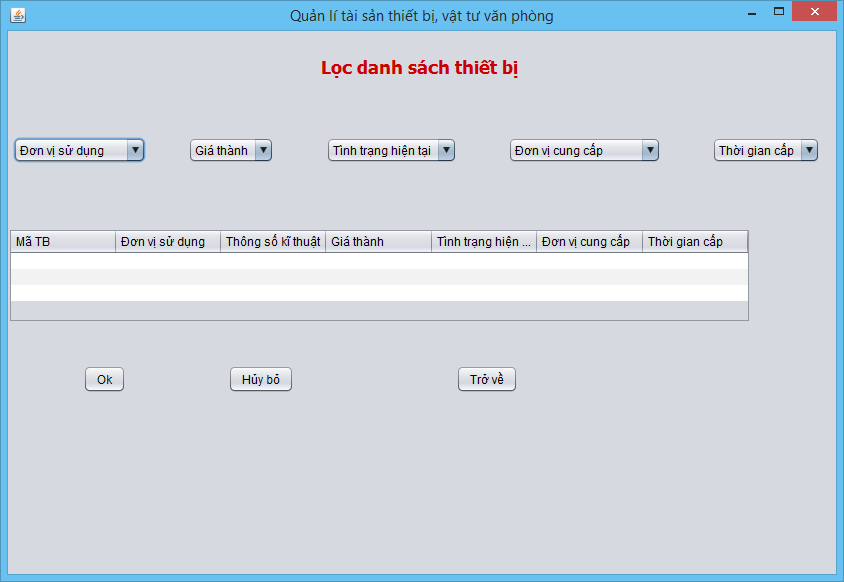 Quản lí tài sản thiết bị, vật tư văn phòng
Lọc danh sách thiết bị
Đơn vị sử dụng Giá thành Tình trạng hiện tại Đơn vị cung cấp Thời gian cấp
Mã TB Đơn vị sử dụng Thông số kĩ thuật Giá thành Tình trạng hiện ... Đơn vị cung cấp Thời gian cấp
Ok Hủy bỏ Trở về